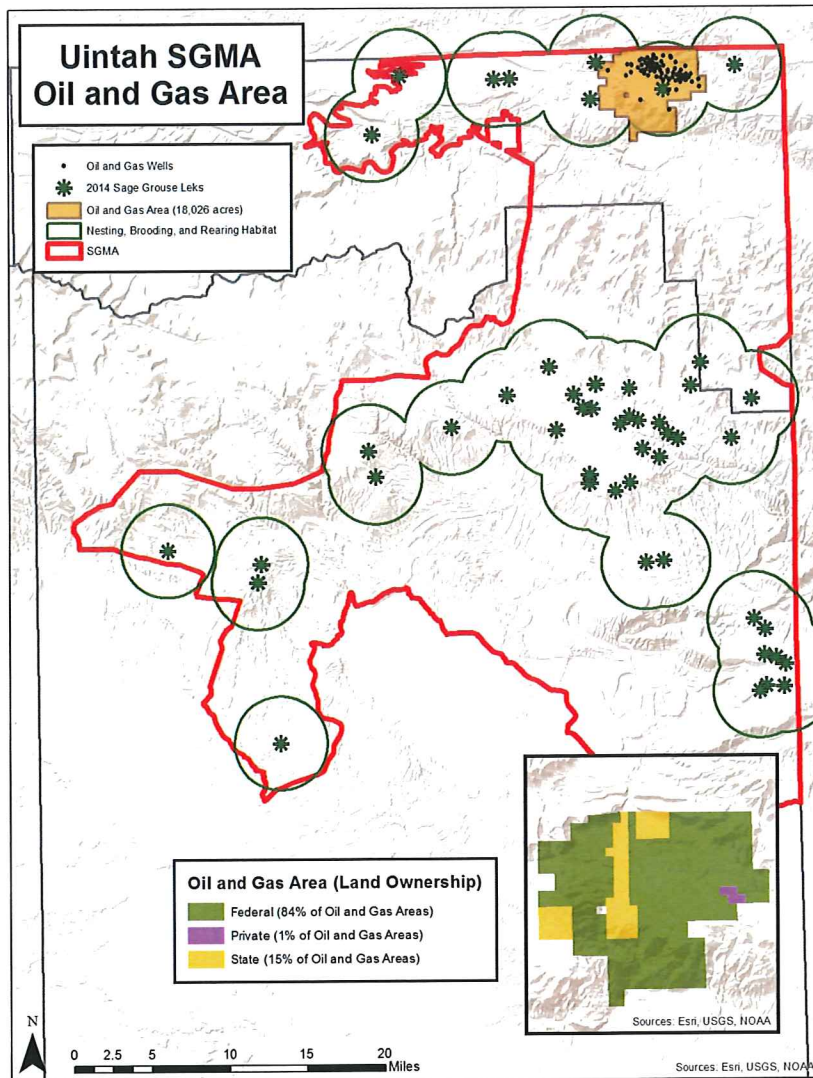 Uintah SGMA
Oil and Gas Area
Oil and Gas Wells
2014 Sage Grouse Leks
Oil and Gas Area (18,026 acres)
Nesting, Brooding, and Rearing Habitat
SGMA
Oil and Gas Area (Land Ownership)
Federal (84% of Oil and Gas Areas)
Private (1% of Oil and Gas Areas)
State (15% of Oil and Gas Areas)
Sources: Esri, USGS, NOAA
N
0 2.5 5 10 15 20
Miles
Sources: Esri, USGS, NOAA